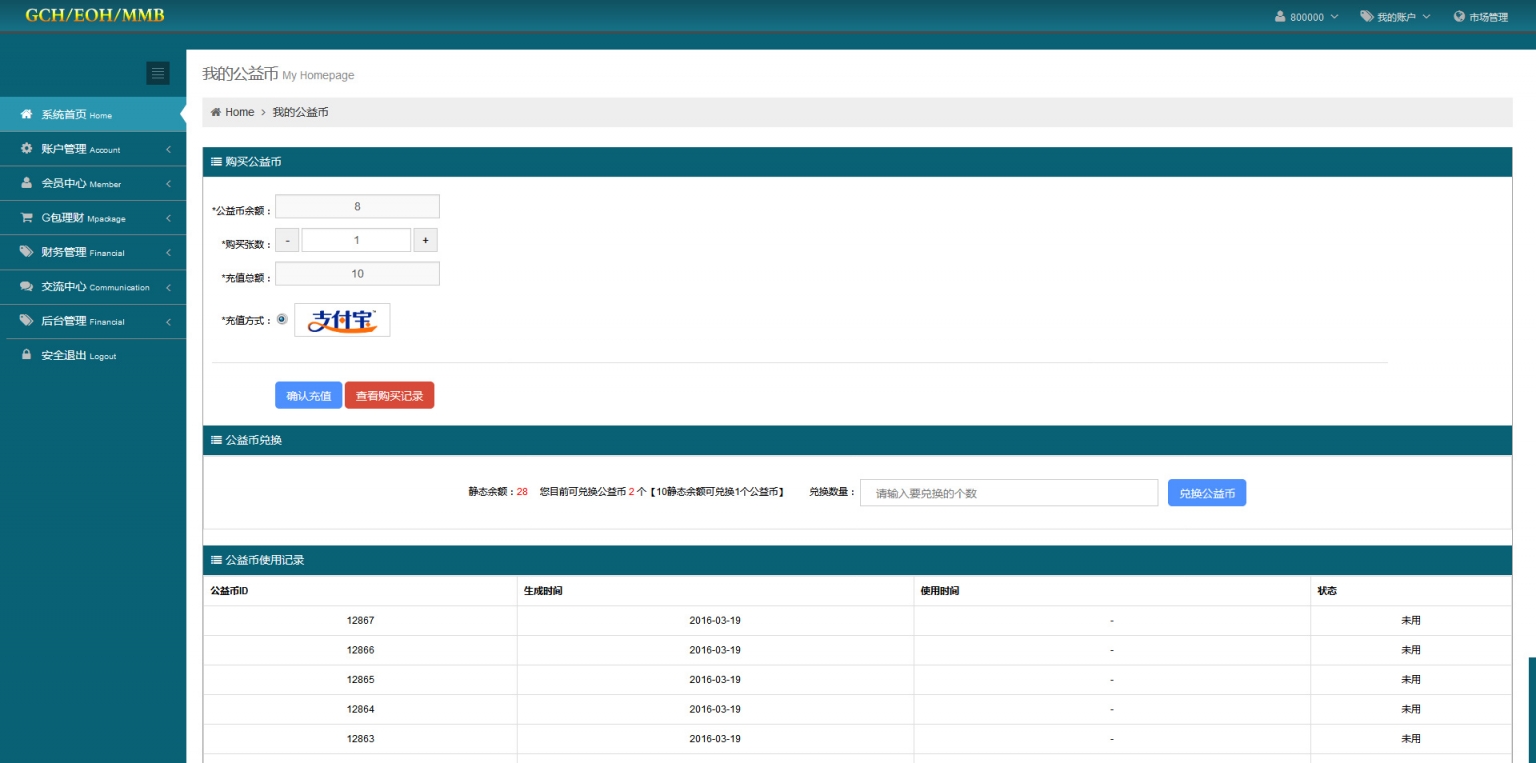 GCH/EOH/MMB
800000
我的账户
市场管理
我的公益币 My Homepage
Home > 我的公益币
系统首页 Home
账户管理 Account
会员中心 Member
G包理财 Mpackage
财务管理 Financial
交流中心 Communication
后台管理 Financial
安全退出 Logout
购买公益币
*公益币余额： 8
*购买张数： - 1 +
*充值总额： 10
*充值方式： 支付宝
确认充值 查看购买记录
公益币兑换
静态余额：28 您目前可兑换公益币 2 个【10静态余额可兑换1个公益币】 兑换数量： 请输入要兑换的个数 兑换公益币
公益币使用记录
公益币ID 生成时间 使用时间 状态
12867 2016-03-19 - 未用
12866 2016-03-19 - 未用
12865 2016-03-19 - 未用
12864 2016-03-19 - 未用
12863 2016-03-19 - 未用